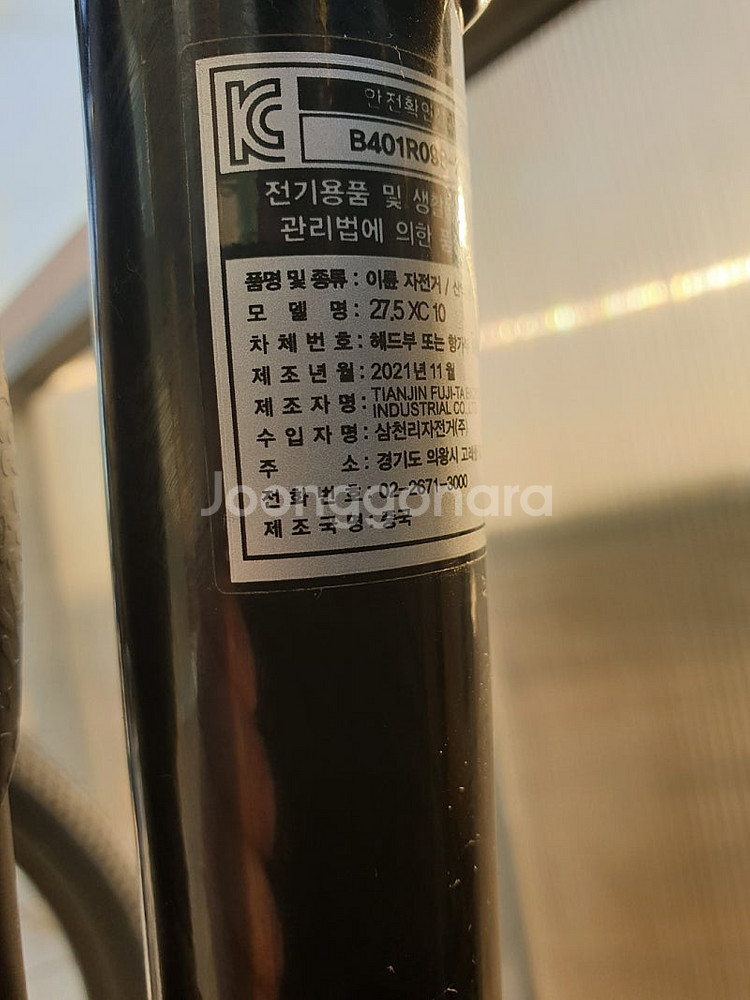 KC
안전확인
B401R09
전기용품 및
관리법에 의한
품명 및 종류 : 이륜 자전거 /
모 델 명 : 27.5 XC 10
차 체 번 호 : 헤드부 또는
제 조 년 월 : 2021년 11월
제 조 자 명 : TIANJIN FUJI-TA
INDUSTRIAL CO.
수 입 자 명 : 삼천리자전거(주)
주 소 : 경기도 의왕시
전 화 번 호 : 02-2671-3000
제 조 국 명 : 중국
Joonggonara